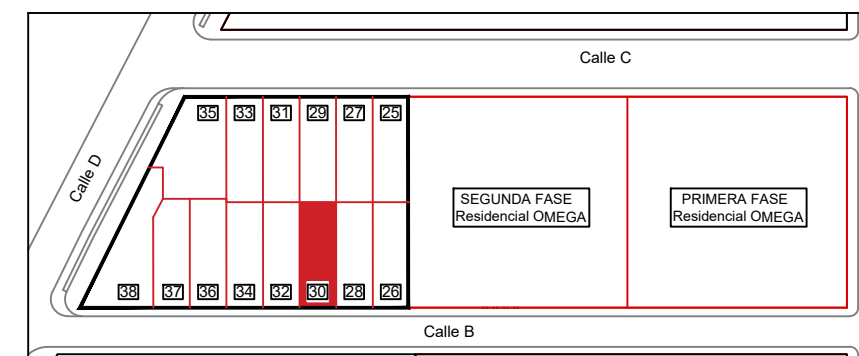 Calle C
35 33 31 29 27 25
Calle D
SEGUNDA FASE
Residencial OMEGA
PRIMERA FASE
Residencial OMEGA
38 37 36 34 32 30 28 26
Calle B